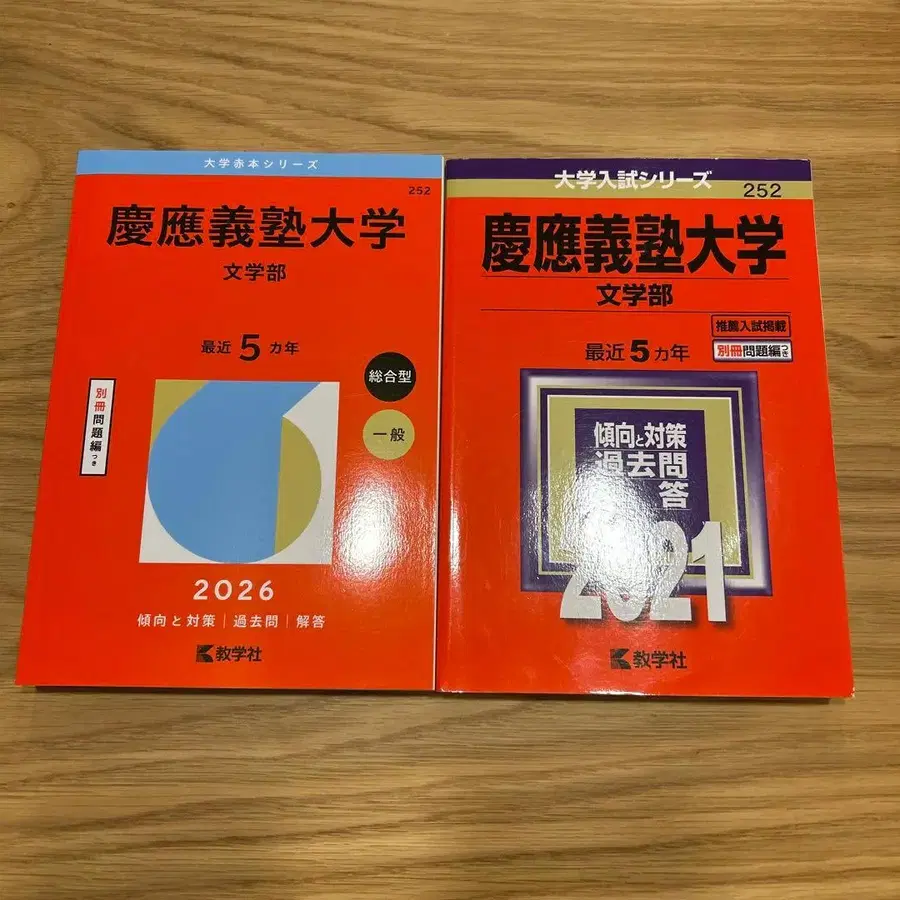 大学赤本シリーズ
252
慶應義塾大学
文学部
最近5カ年
総合型
一般
別冊問題編つき
2026
傾向と対策|過去問|解答
教学社
大学入試シリーズ
252
慶應義塾大学
文学部
推薦入試掲載
最近5カ年
別冊問題編つき
傾向と対策
過去問
答
2021
教学社